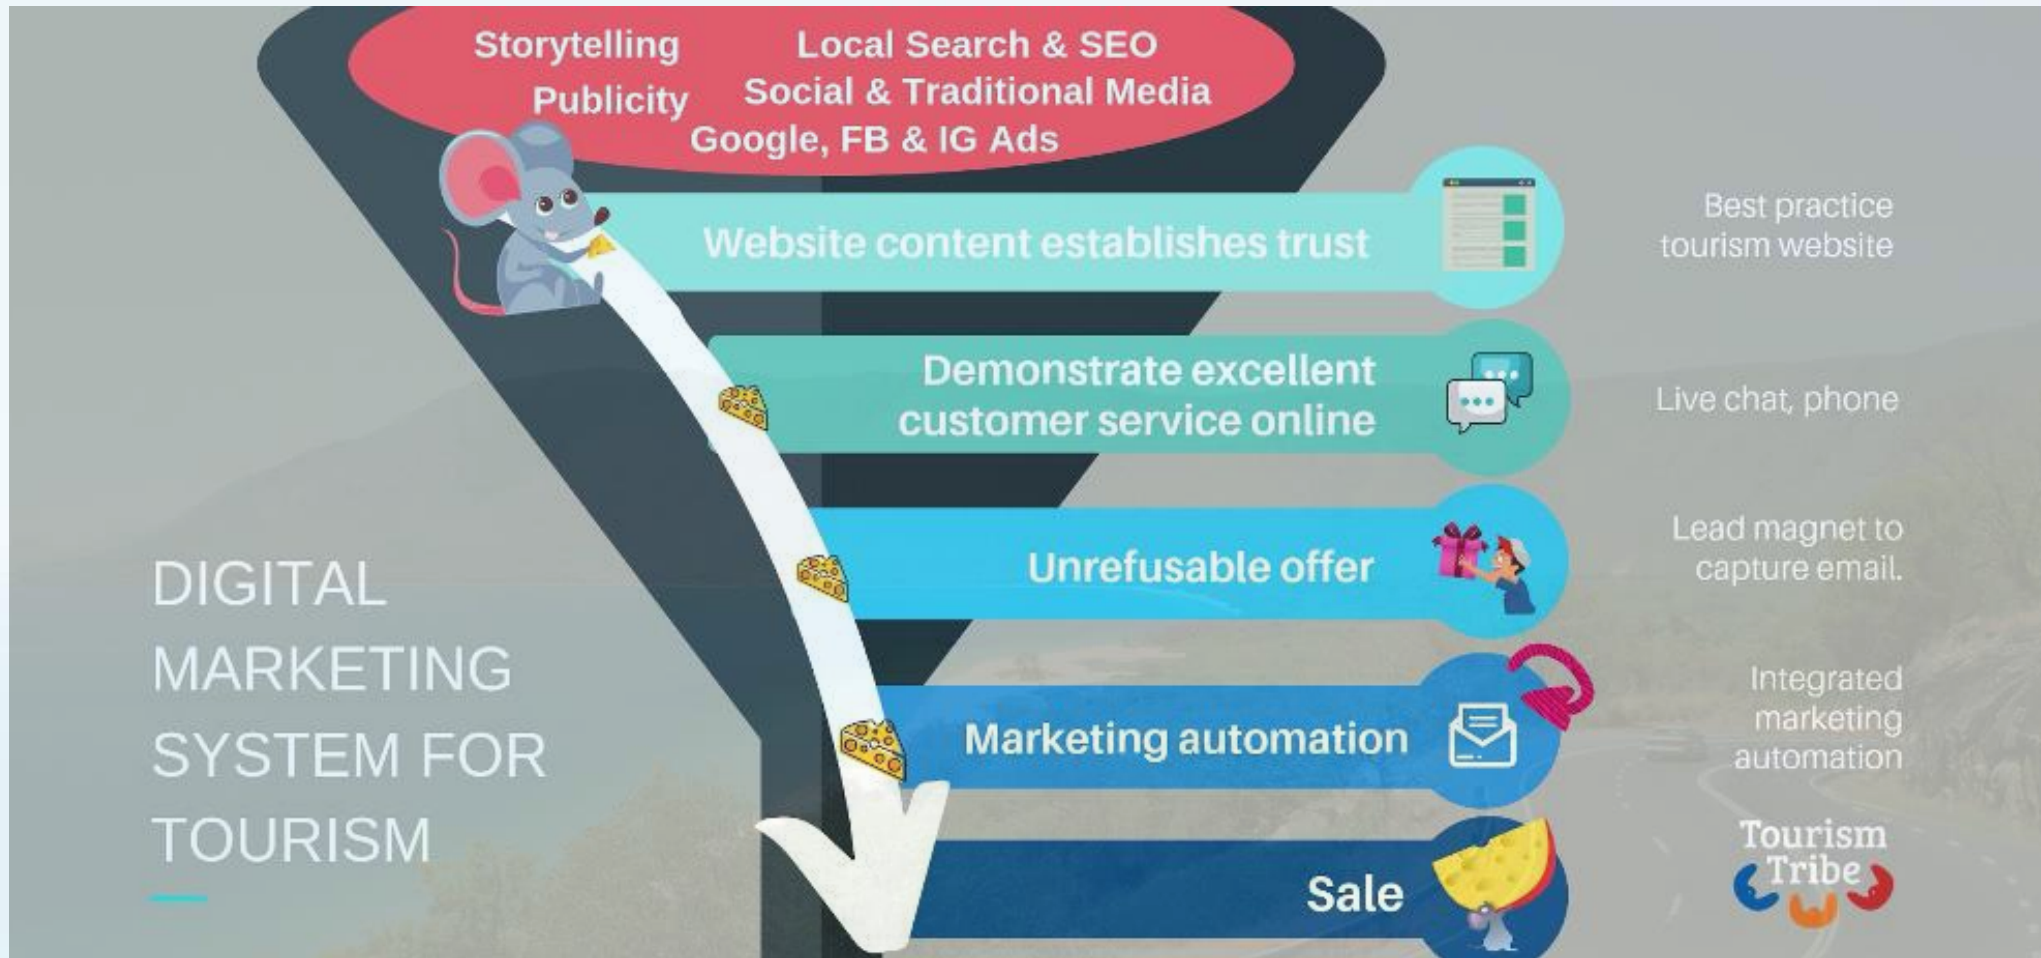 Storytelling
Local Search & SEO
Publicity
Social & Traditional Media
Google, FB & IG Ads
Website content establishes trust
Best practice
tourism website
Demonstrate excellent
customer service online
Live chat, phone
Unrefusable offer
Lead magnet to
capture email.
Marketing automation
Integrated
marketing
automation
Sale
DIGITAL
MARKETING
SYSTEM FOR
TOURISM
Tourism
Tribe